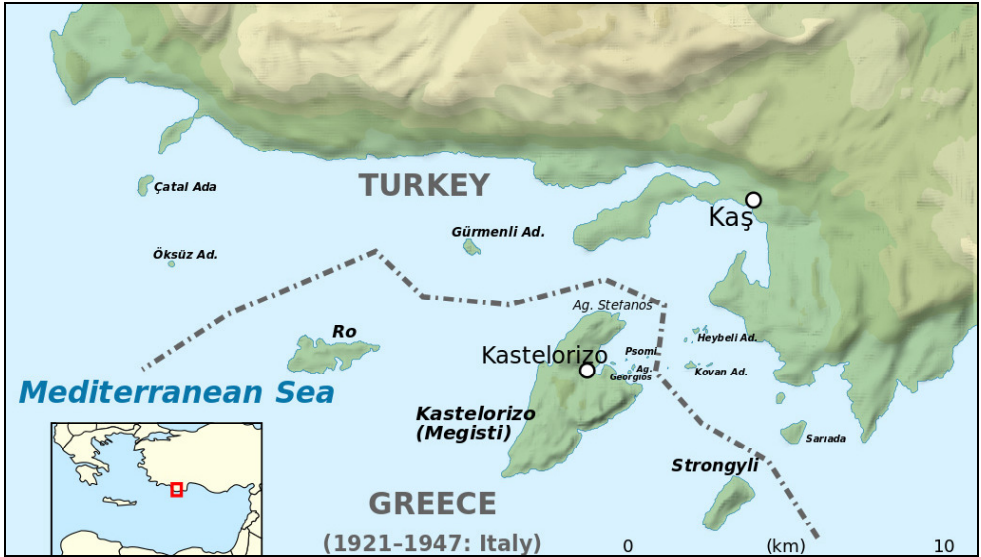 TURKEY
Çatal Ada
Kaş
Gürmenli Ad.
Öksüz Ad.
Ag. Stefanos
Ro
Heybeli Ad.
Kastelorizo
Psomi
Ag.
Georgios
Kovan Ad.
Mediterranean Sea
Kastelorizo
(Megisti)
Sarıada
Strongyli
GREECE
(1921–1947: Italy)
0 (km) 10